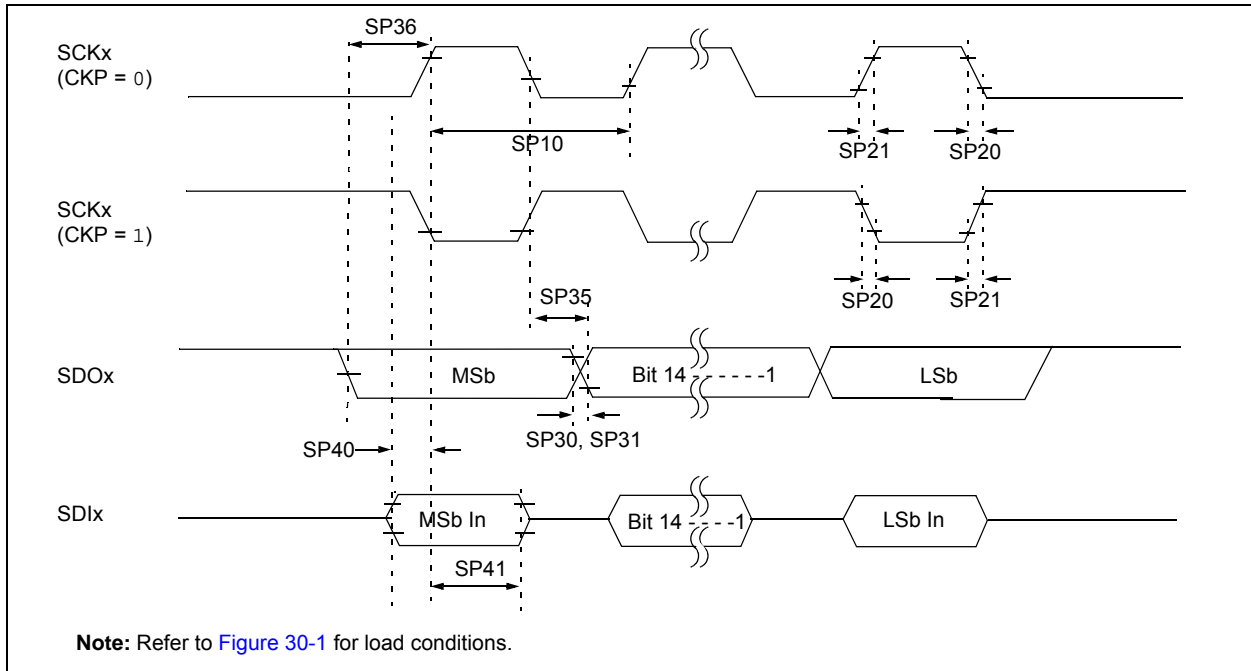 SP36
SCKx
(CKP = 0)
SP10
SP21
SP20
SCKx
(CKP = 1)
SP35
SP20
SP21
SDOx
MSb
Bit 14 - - - - - -1
LSb
SP40
SP30, SP31
SDIx
MSb In
Bit 14 - - - - -1
LSb In
SP41
Note: Refer to Figure 30-1 for load conditions.